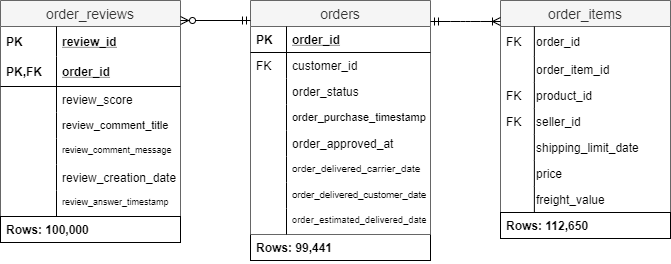 order_reviews
PK review_id
PK,FK order_id
review_score
review_comment_title
review_comment_message
review_creation_date
review_answer_timestamp
Rows: 100,000
orders
PK order_id
FK customer_id
order_status
order_purchase_timestamp
order_approved_at
order_delivered_carrier_date
order_delivered_customer_date
order_estimated_delivered_date
Rows: 99,441
order_items
FK order_id
order_item_id
FK product_id
FK seller_id
shipping_limit_date
price
freight_value
Rows: 112,650